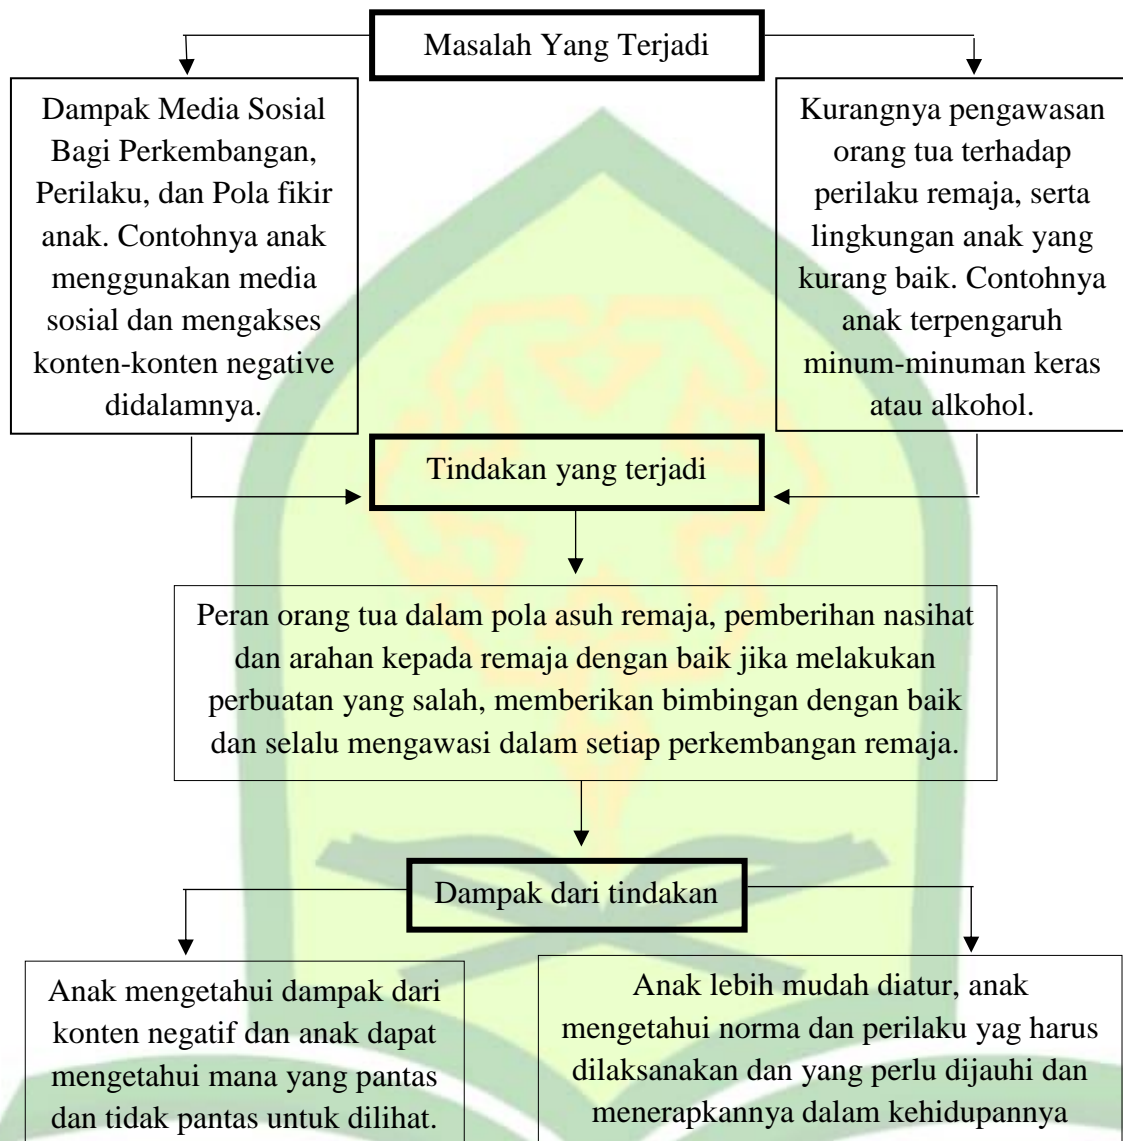 Masalah Yang Terjadi
Dampak Media Sosial
Bagi Perkembangan,
Perilaku, dan Pola fikir
anak. Contohnya anak
menggunakan media
sosial dan mengakses
konten-konten negative
didalamnya.
Kurangnya pengawasan
orang tua terhadap
perilaku remaja, serta
lingkungan anak yang
kurang baik. Contohnya
anak terpengaruh
minum-minuman keras
atau alkohol.
Tindakan yang terjadi
Peran orang tua dalam pola asuh remaja, pemberihan nasihat
dan arahan kepada remaja dengan baik jika melakukan
perbuatan yang salah, memberikan bimbingan dengan baik
dan selalu mengawasi dalam setiap perkembangan remaja.
Dampak dari tindakan
Anak mengetahui dampak dari
konten negatif dan anak dapat
mengetahui mana yang pantas
dan tidak pantas untuk dilihat.
Anak lebih mudah diatur, anak
mengetahui norma dan perilaku yag harus
dilaksanakan dan yang perlu dijauhi dan
menerapkannya dalam kehidupannya